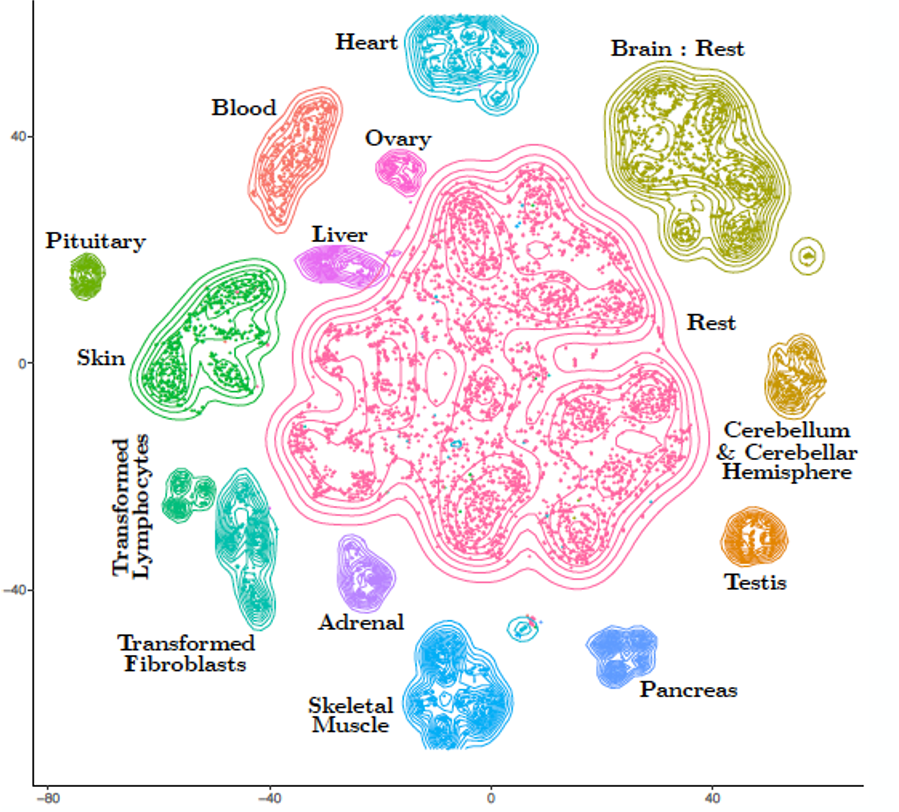 Heart
Brain : Rest
Blood
40
Ovary
Liver
Pituitary
Rest
Skin
0
Cerebellum
& Cerebellar
Hemisphere
Transformed
Lymphocytes
Testis
−40
Adrenal
Transformed
Fibroblasts
Pancreas
Skeletal
Muscle
−80
−40
0
40